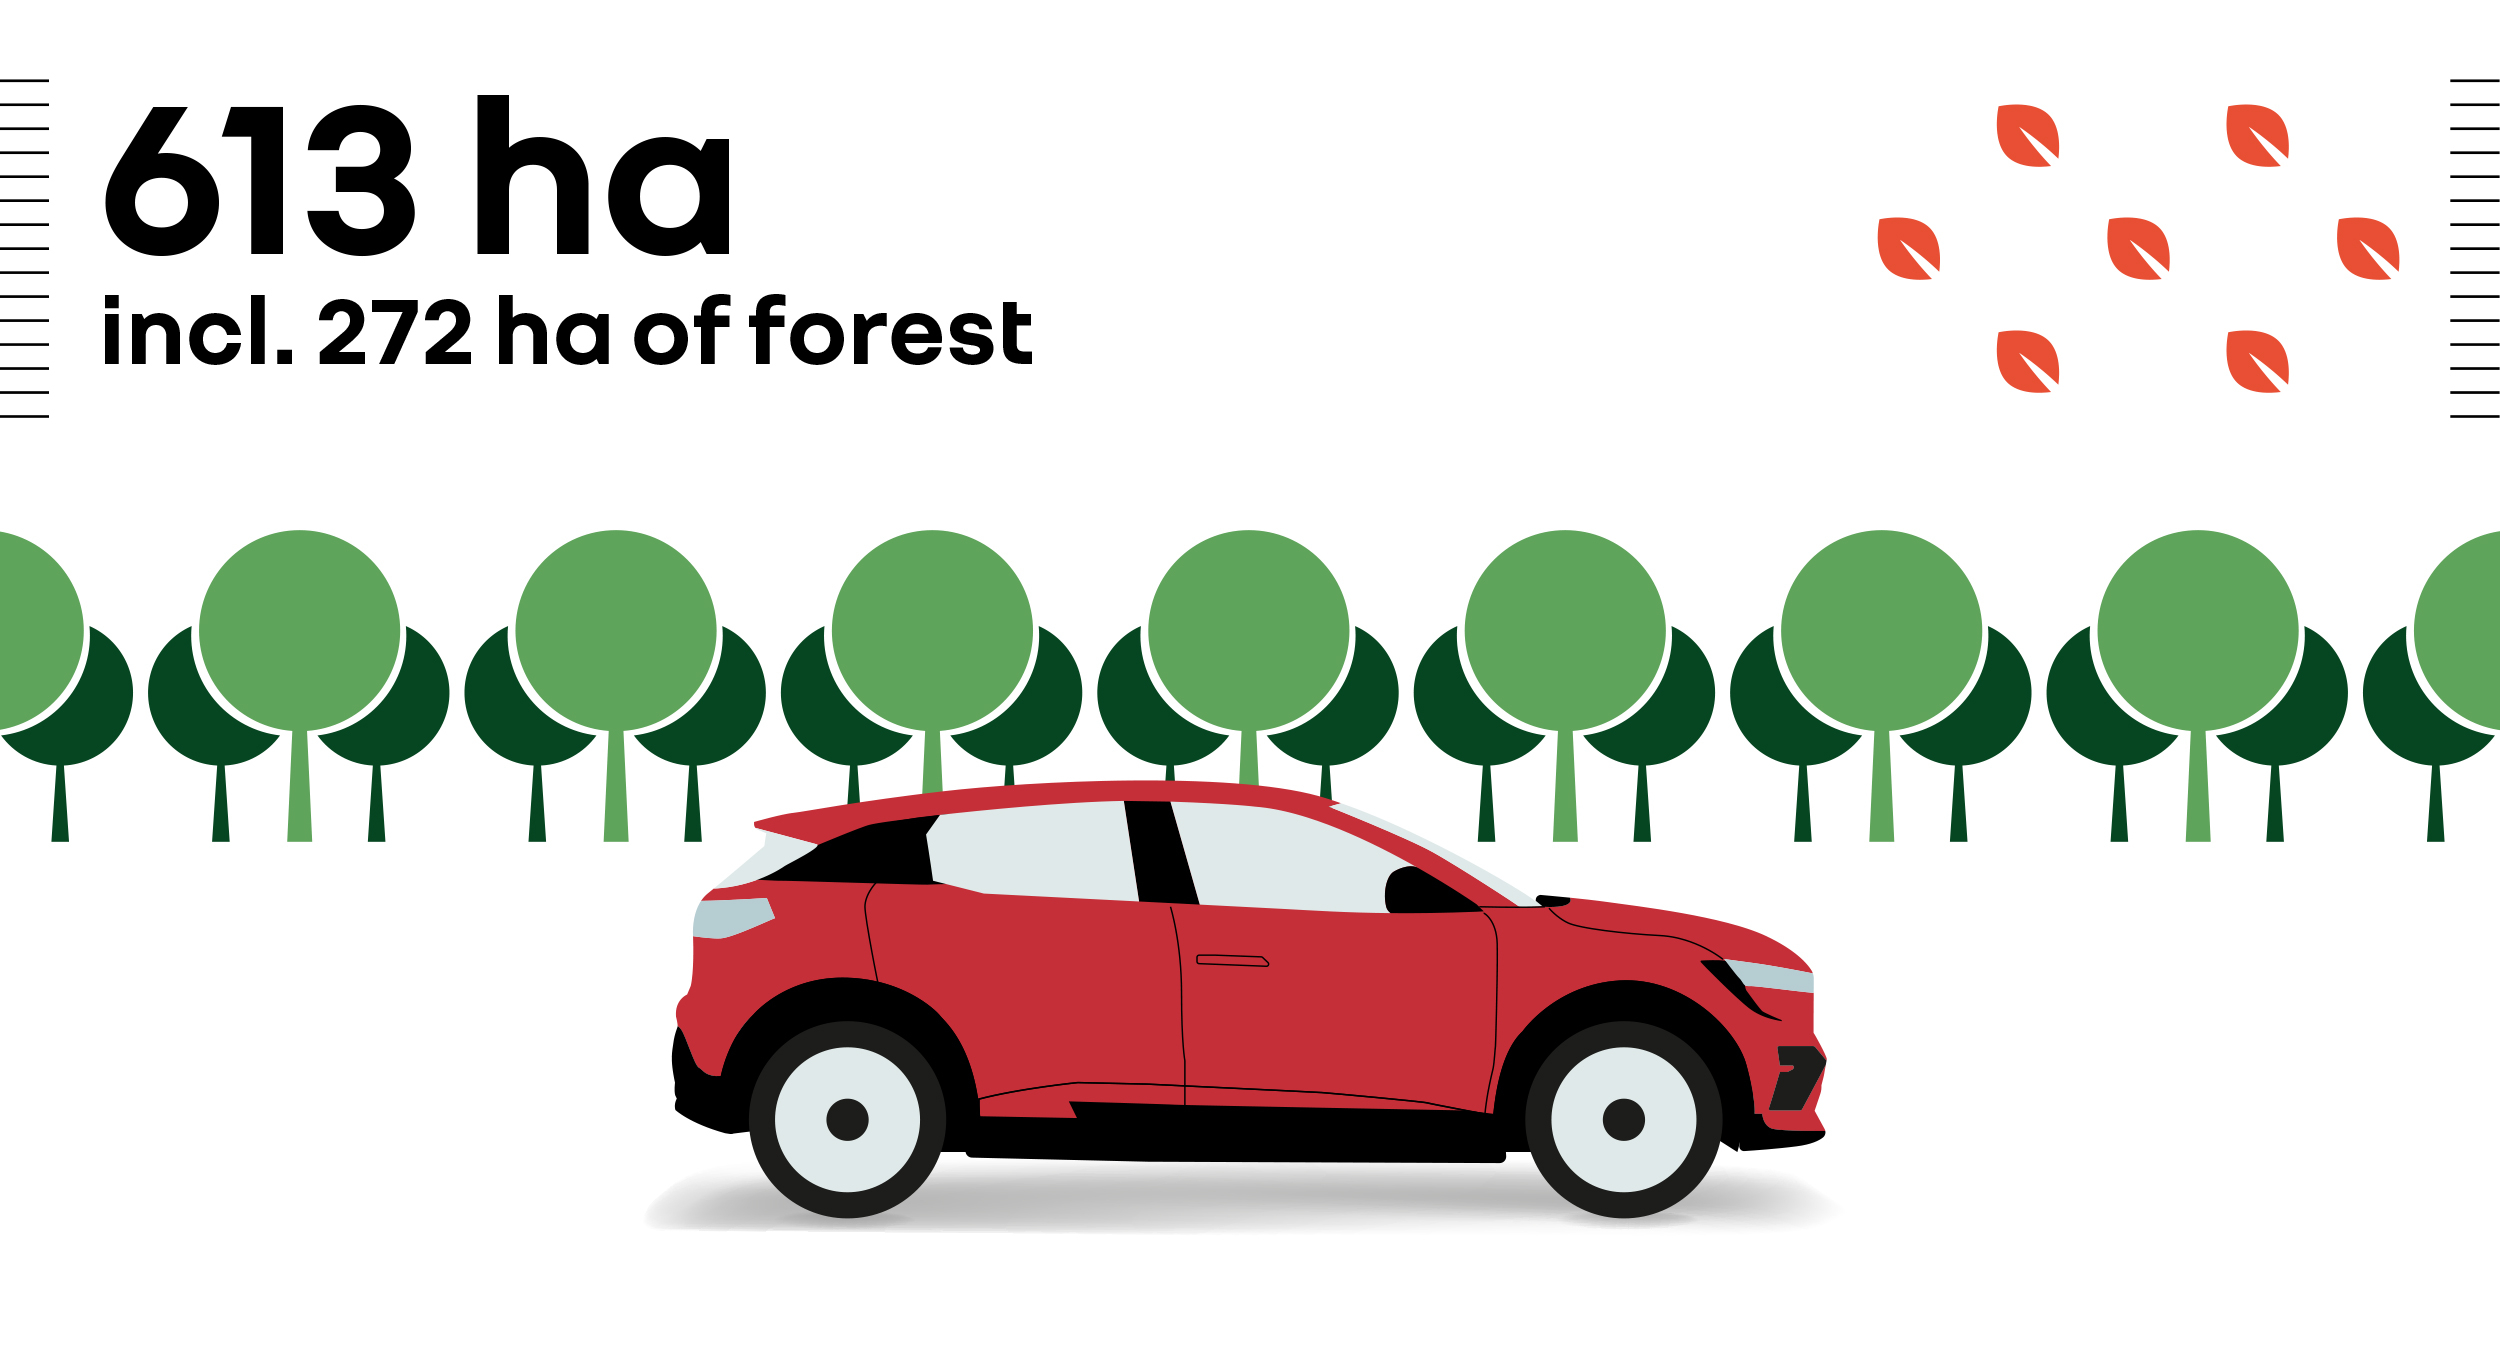 613 ha
incl. 272 ha of forest